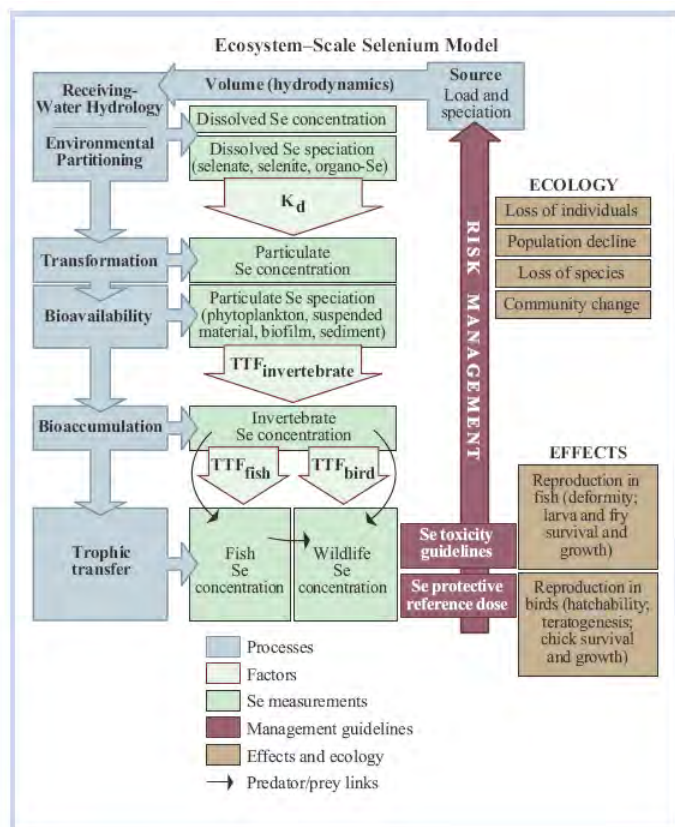 Ecosystem–Scale Selenium Model
Receiving-
Water Hydrology
Environmental
Partitioning
Volume (hydrodynamics)
Source
Load and
speciation
Dissolved Se concentration
Dissolved Se speciation
(selenate, selenite, organo-Se)
Kd
Transformation
Particulate
Se concentration
Bioavailability
Particulate Se speciation
(phytoplankton, suspended
material, biofilm, sediment)
TTFinvertebrate
Bioaccumulation
Invertebrate
Se concentration
TTFfish
TTFbird
Trophic
transfer
Fish
Se
concentration
Wildlife
Se
concentration
RISK MANAGEMENT
Se toxicity
guidelines
Se protective
reference dose
ECOLOGY
Loss of individuals
Population decline
Loss of species
Community change
EFFECTS
Reproduction in
fish (deformity;
larva and fry
survival and
growth)
Reproduction in
birds (hatchability;
teratogenesis;
chick survival
and growth)
Processes
Factors
Se measurements
Management guidelines
Effects and ecology
Predator/prey links